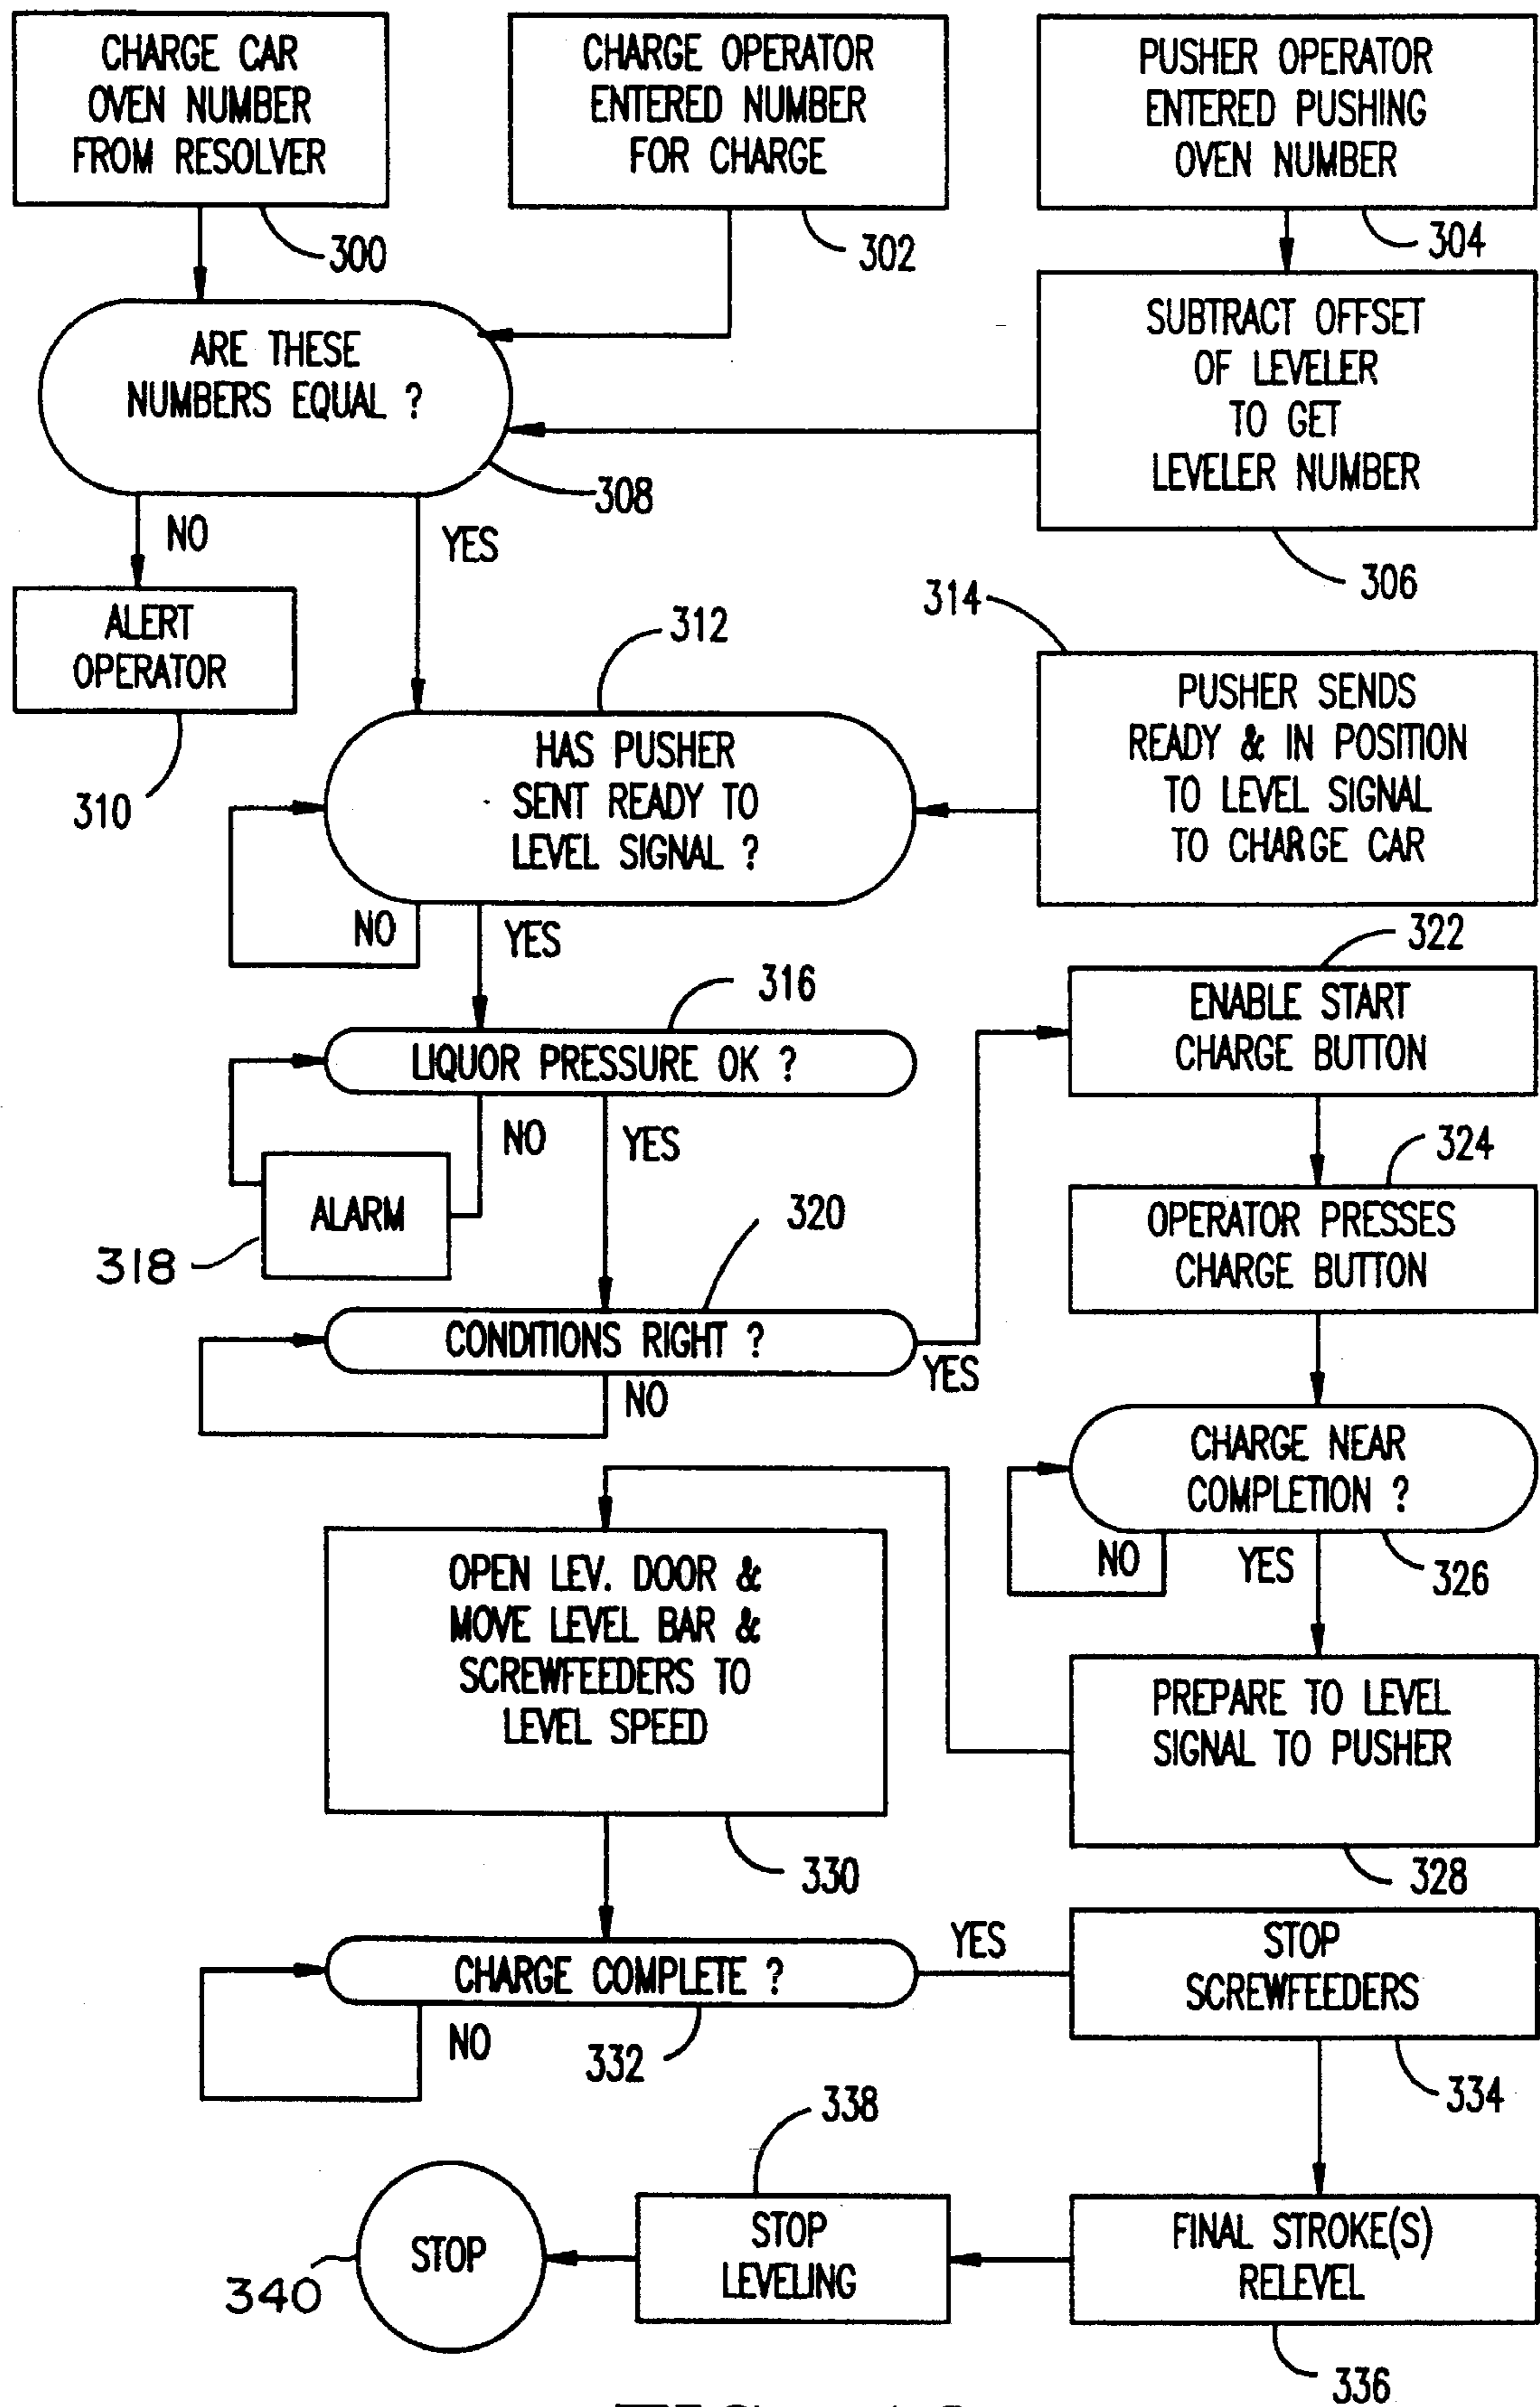 CHARGE CAR
OVEN NUMBER
FROM RESOLVER
300
CHARGE OPERATOR
ENTERED NUMBER
FOR CHARGE
302
PUSHER OPERATOR
ENTERED PUSHING
OVEN NUMBER
304
ARE THESE
NUMBERS EQUAL ?
308
SUBTRACT OFFSET
OF LEVELER
TO GET
LEVELER NUMBER
306
NO
YES
ALERT
OPERATOR
310
312
HAS PUSHER
SENT READY TO
LEVEL SIGNAL ?
314
PUSHER SENDS
READY & IN POSITION
TO LEVEL SIGNAL
TO CHARGE CAR
NO
YES
316
LIQUOR PRESSURE OK ?
NO
YES
ALARM
318
320
CONDITIONS RIGHT ?
NO
YES
322
ENABLE START
CHARGE BUTTON
324
OPERATOR PRESSES
CHARGE BUTTON
CHARGE NEAR
COMPLETION ?
NO
YES
326
PREPARE TO LEVEL
SIGNAL TO PUSHER
328
OPEN LEV. DOOR &
MOVE LEVEL BAR &
SCREWFEEDERS TO
LEVEL SPEED
330
CHARGE COMPLETE ?
NO
332
YES
STOP
SCREWFEEDERS
334
FINAL STROKE(S)
RELEVEL
336
338
STOP
LEVELING
STOP
340